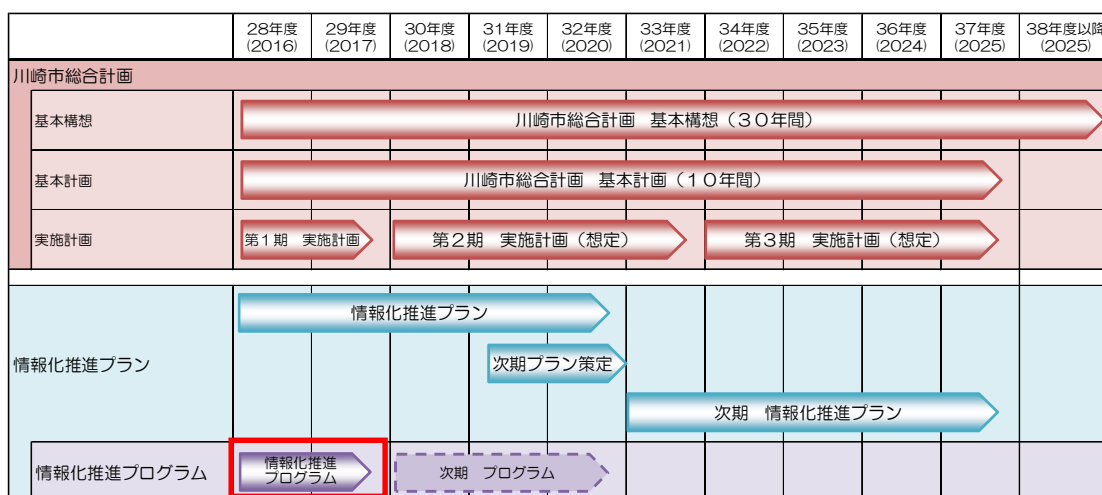 28年度 29年度 30年度 31年度 32年度 33年度 34年度 35年度 36年度 37年度 38年度以降
(2016) (2017) (2018) (2019) (2020) (2021) (2022) (2023) (2024) (2025) (2025)
川崎市総合計画
基本構想 川崎市総合計画 基本構想（３０年間）
基本計画 川崎市総合計画 基本計画（１０年間）
実施計画 第１期 実施計画 第２期 実施計画（想定） 第３期 実施計画（想定）
情報化推進プラン
次期プラン策定
情報化推進プラン
次期 情報化推進プラン
情報化推進プログラム
情報化推進
プログラム
次期 プログラム